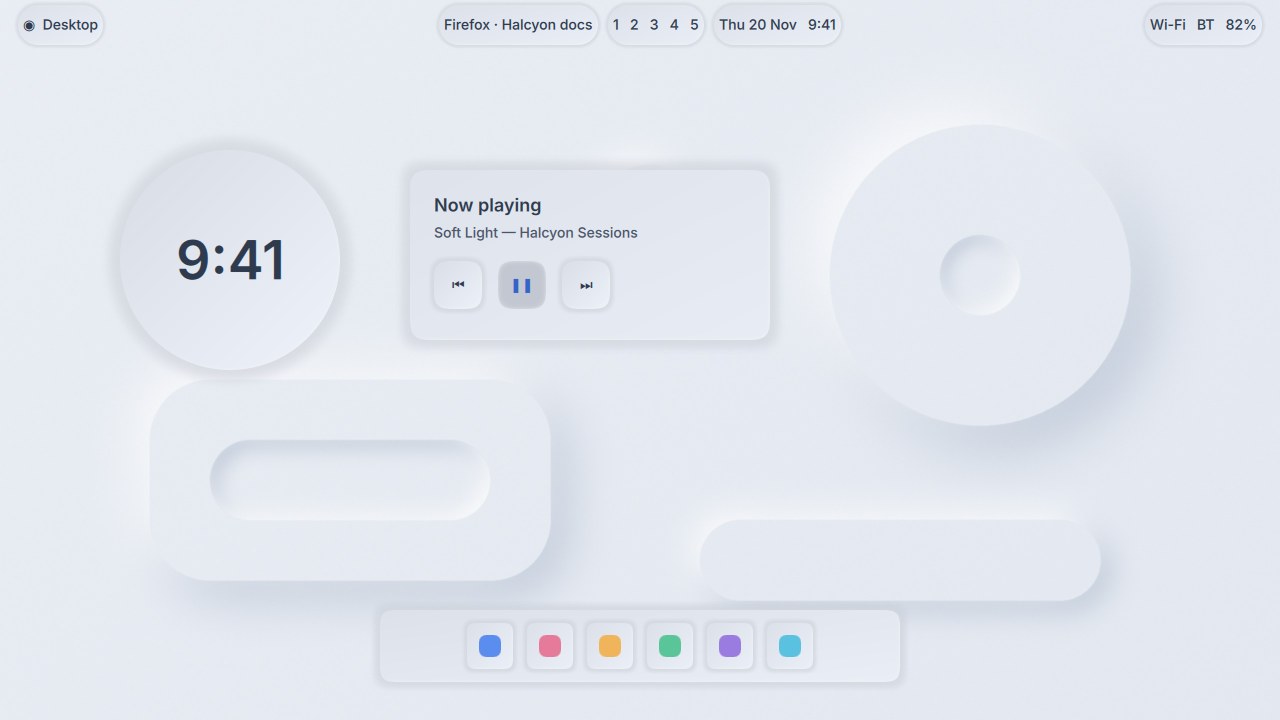 ◉ Desktop
Firefox · Halcyon docs
1 2 3 4 5
Thu 20 Nov 9:41
Wi-Fi BT 82%
9:41
Now playing
Soft Light — Halcyon Sessions